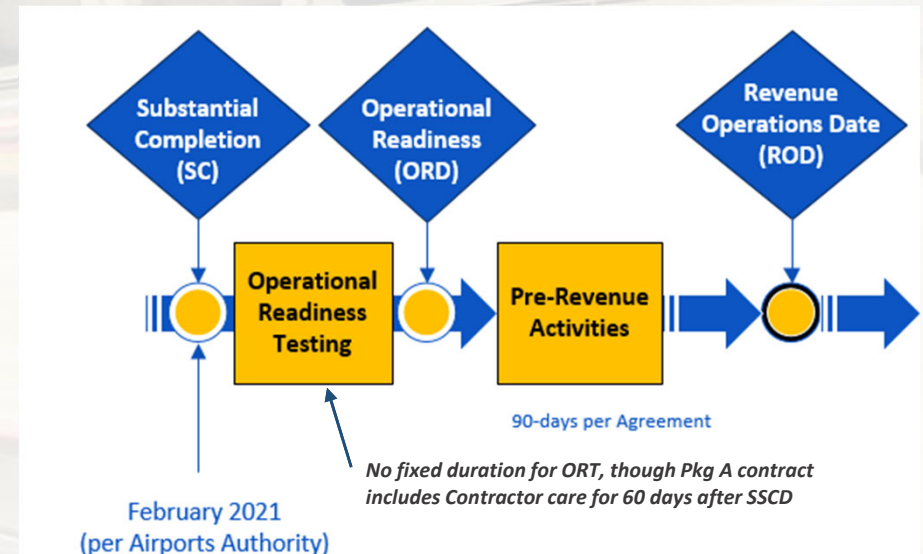 Substantial
Completion
(SC)
Operational
Readiness
(ORD)
Revenue
Operations Date
(ROD)
Operational
Readiness
Testing
Pre-Revenue
Activities
90-days per Agreement
No fixed duration for ORT, though Pkg A contract
includes Contractor care for 60 days after SSCD
February 2021
(per Airports Authority)